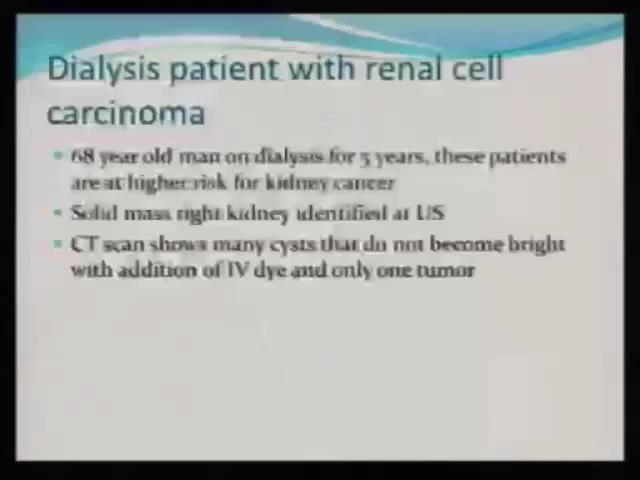 Dialysis patient with renal cell
carcinoma
68 year old man on dialysis for 5 years, these patients
are at higher risk for kidney cancer
Solid mass right kidney identified at US
CT scan shows many cysts that do not become bright
with addition of IV dye and only one tumor